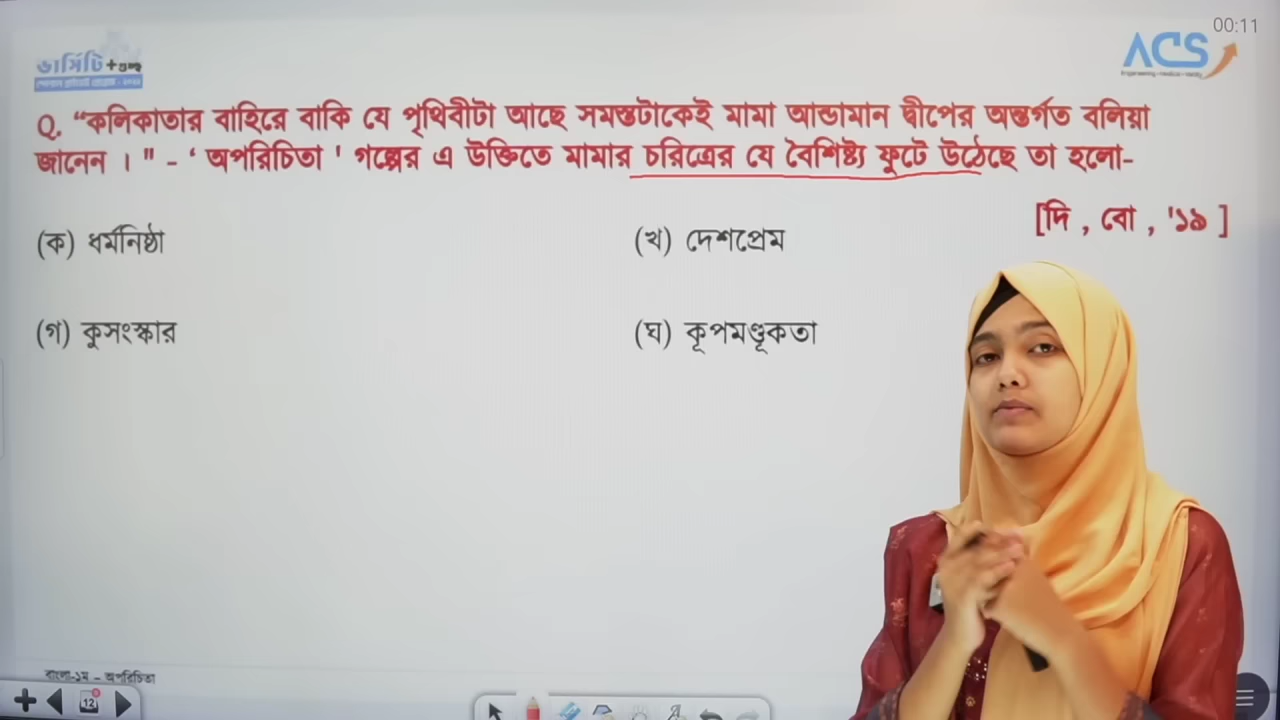 00:11
ভার্সিটি+গুচ্ছ
ACS
Q. “কলিকাতার বাহিরে বাকি যে পৃথিবীটা আছে সমস্তটাকেই মামা আন্ডামান দ্বীপের অন্তর্গত বলিয়া
জানেন । " - ‘ অপরিচিতা ' গল্পের এ উক্তিতে মামার চরিত্রের যে বৈশিষ্ট্য ফুটে উঠেছে তা হলো-
[দি , বো , '১৯ ]
(ক) ধর্মনিষ্ঠা
(খ) দেশপ্রেম
(গ) কুসংস্কার
(ঘ) কূপমণ্ডূকতা
বাংলা-১ম – অপরিচিতা
12